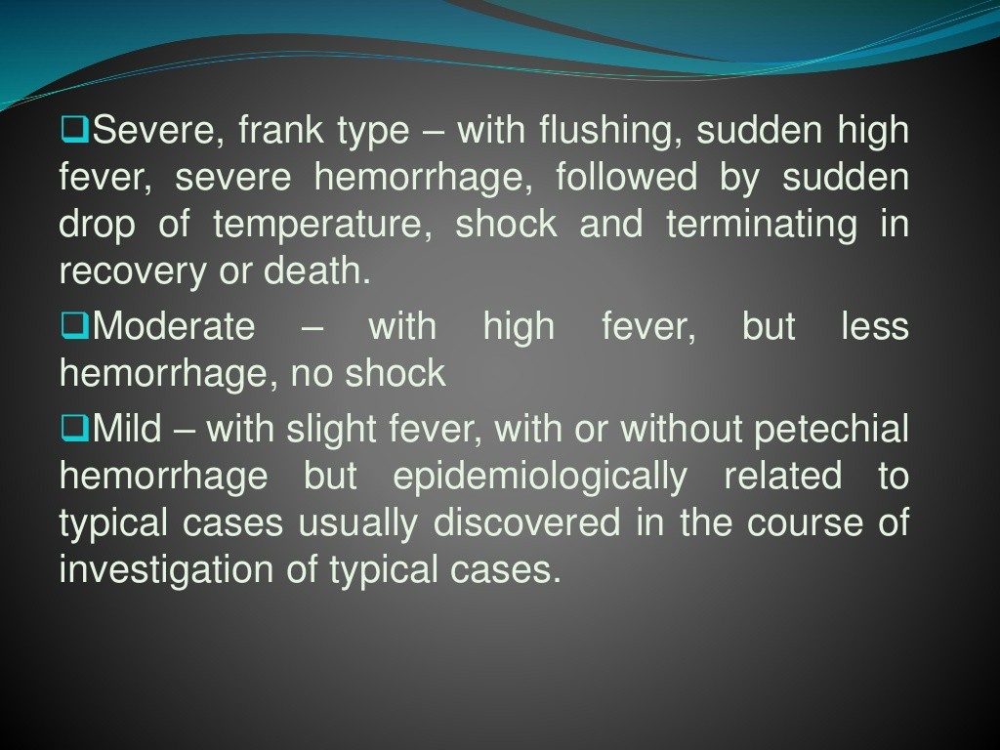 ❑Severe, frank type – with flushing, sudden high
fever, severe hemorrhage, followed by sudden
drop of temperature, shock and terminating in
recovery or death.
❑Moderate – with high fever, but less
hemorrhage, no shock
❑Mild – with slight fever, with or without petechial
hemorrhage but epidemiologically related to
typical cases usually discovered in the course of
investigation of typical cases.